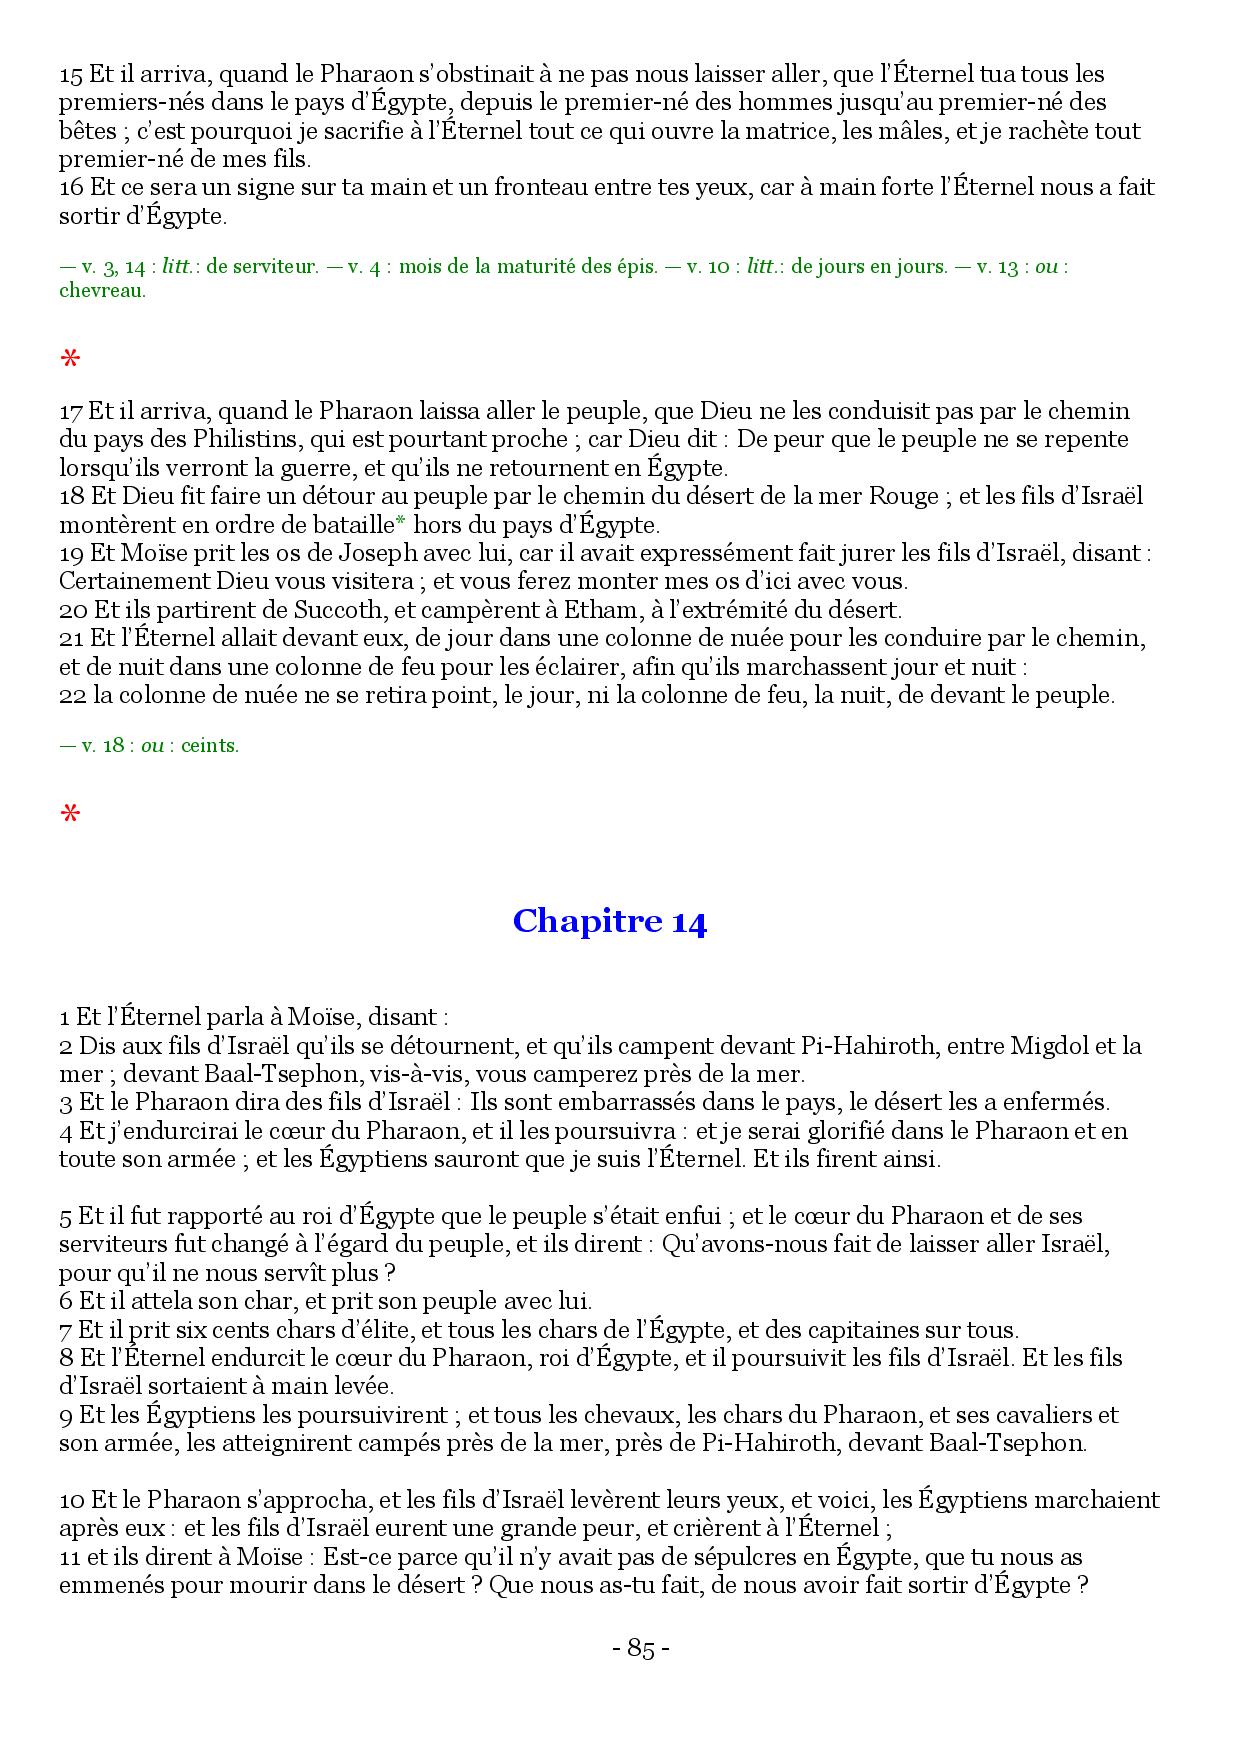 15 Et il arriva, quand le Pharaon s’obstinait à ne pas nous laisser aller, que l’Éternel tua tous les
premiers-nés dans le pays d’Égypte, depuis le premier-né des hommes jusqu’au premier-né des
bêtes ; c’est pourquoi je sacrifie à l’Éternel tout ce qui ouvre la matrice, les mâles, et je rachète tout
premier-né de mes fils.
16 Et ce sera un signe sur ta main et un fronteau entre tes yeux, car à main forte l’Éternel nous a fait
sortir d’Égypte.
— v. 3, 14 : litt.: de serviteur. — v. 4 : mois de la maturité des épis. — v. 10 : litt.: de jours en jours. — v. 13 : ou :
chevreau.
*
17 Et il arriva, quand le Pharaon laissa aller le peuple, que Dieu ne les conduisit pas par le chemin
du pays des Philistins, qui est pourtant proche ; car Dieu dit : De peur que le peuple ne se repente
lorsqu’ils verront la guerre, et qu’ils ne retournent en Égypte.
18 Et Dieu fit faire un détour au peuple par le chemin du désert de la mer Rouge ; et les fils d’Israël
montèrent en ordre de bataille* hors du pays d’Égypte.
19 Et Moïse prit les os de Joseph avec lui, car il avait expressément fait jurer les fils d’Israël, disant :
Certainement Dieu vous visitera ; et vous ferez monter mes os d’ici avec vous.
20 Et ils partirent de Succoth, et campèrent à Etham, à l’extrémité du désert.
21 Et l’Éternel allait devant eux, de jour dans une colonne de nuée pour les conduire par le chemin,
et de nuit dans une colonne de feu pour les éclairer, afin qu’ils marchassent jour et nuit :
22 la colonne de nuée ne se retira point, le jour, ni la colonne de feu, la nuit, de devant le peuple.
— v. 18 : ou : ceints.
*
Chapitre 14
1 Et l’Éternel parla à Moïse, disant :
2 Dis aux fils d’Israël qu’ils se détournent, et qu’ils campent devant Pi-Hahiroth, entre Migdol et la
mer ; devant Baal-Tsephon, vis-à-vis, vous camperez près de la mer.
3 Et le Pharaon dira des fils d’Israël : Ils sont embarrassés dans le pays, le désert les a enfermés.
4 Et j’endurcirai le cœur du Pharaon, et il les poursuivra : et je serai glorifié dans le Pharaon et en
toute son armée ; et les Égyptiens sauront que je suis l’Éternel. Et ils firent ainsi.
5 Et il fut rapporté au roi d’Égypte que le peuple s’était enfui ; et le cœur du Pharaon et de ses
serviteurs fut changé à l’égard du peuple, et ils dirent : Qu’avons-nous fait de laisser aller Israël,
pour qu’il ne nous servît plus ?
6 Et il attela son char, et prit son peuple avec lui.
7 Et il prit six cents chars d’élite, et tous les chars de l’Égypte, et des capitaines sur tous.
8 Et l’Éternel endurcit le cœur du Pharaon, roi d’Égypte, et il poursuivit les fils d’Israël. Et les fils
d’Israël sortaient à main levée.
9 Et les Égyptiens les poursuivirent ; et tous les chevaux, les chars du Pharaon, et ses cavaliers et
son armée, les atteignirent campés près de la mer, près de Pi-Hahiroth, devant Baal-Tsephon.
10 Et le Pharaon s’approcha, et les fils d’Israël levèrent leurs yeux, et voici, les Égyptiens marchaient
après eux : et les fils d’Israël eurent une grande peur, et crièrent à l’Éternel ;
11 et ils dirent à Moïse : Est-ce parce qu’il n’y avait pas de sépulcres en Égypte, que tu nous as
emmenés pour mourir dans le désert ? Que nous as-tu fait, de nous avoir fait sortir d’Égypte ?
- 85 -